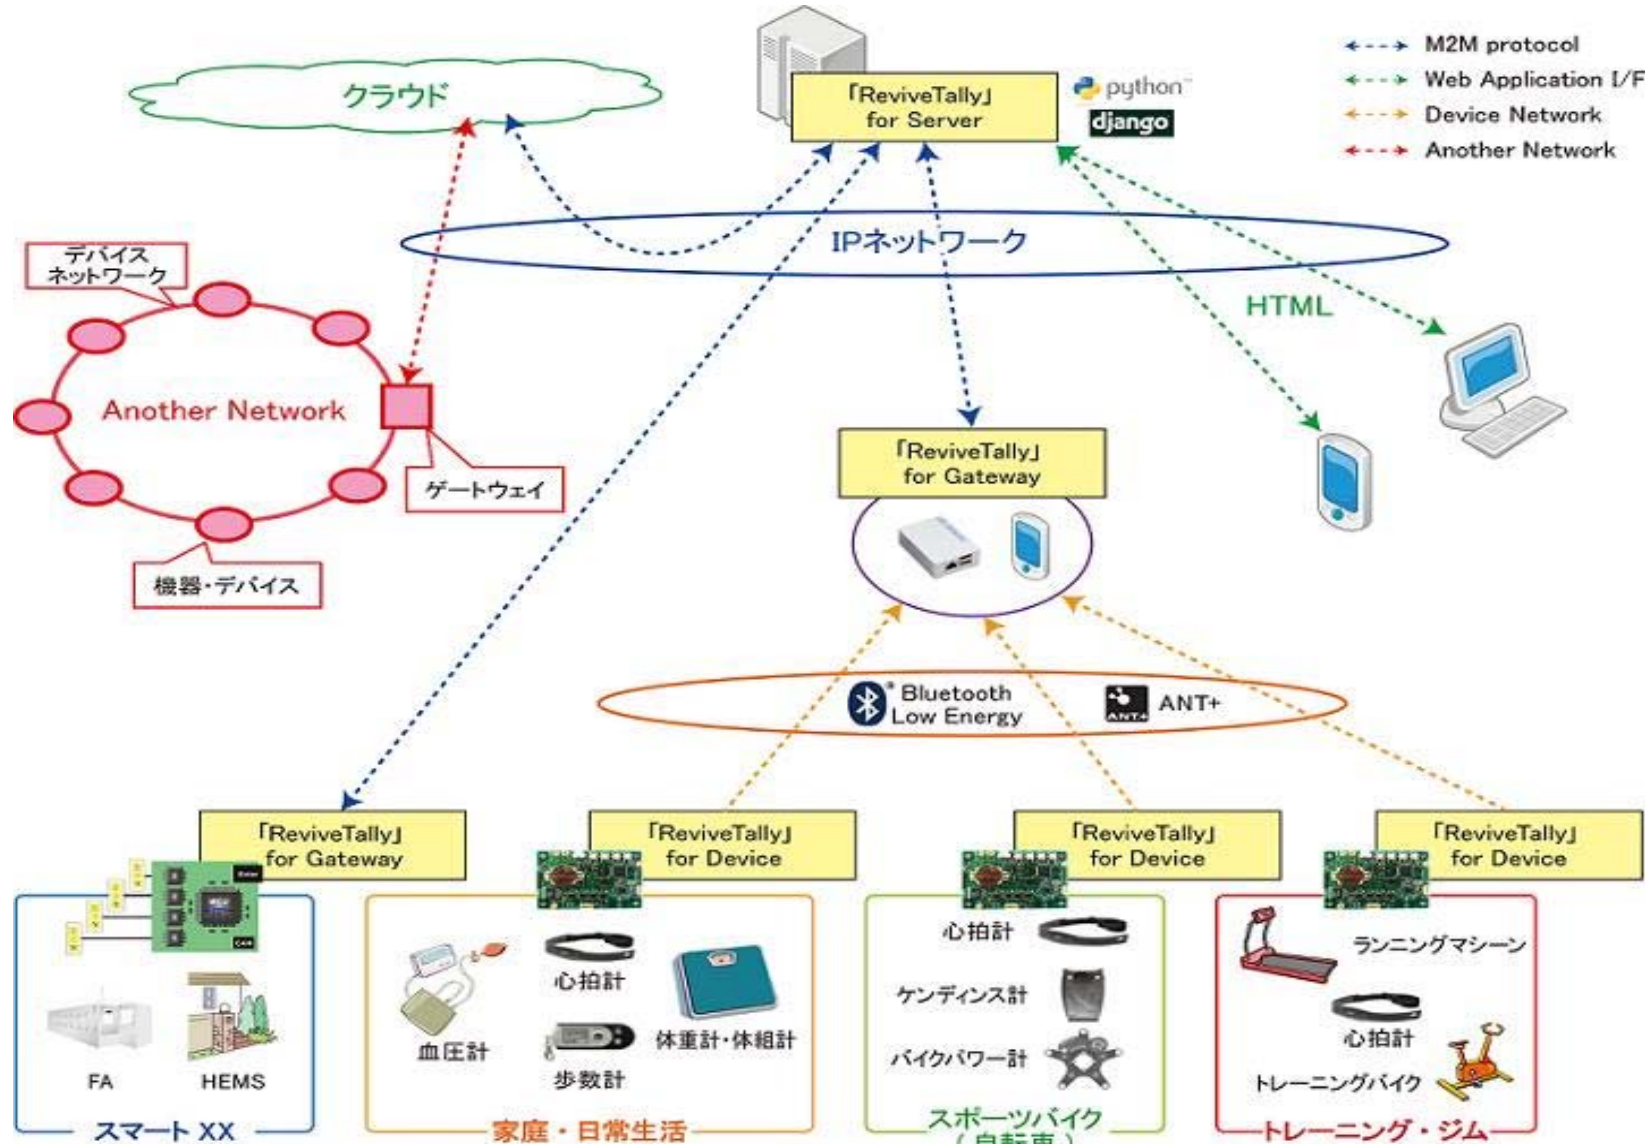 M2M protocol
Web Application I/F
Device Network
Another Network
クラウド
「ReviveTally」
for Server
python
django
IPネットワーク
HTML
デバイス
ネットワーク
Another Network
ゲートウェイ
機器・デバイス
「ReviveTally」
for Gateway
Bluetooth
Low Energy
ANT+
ANT+
「ReviveTally」
for Gateway
「ReviveTally」
for Device
「ReviveTally」
for Device
「ReviveTally」
for Device
CAN
FA
HEMS
スマート XX
血圧計
心拍計
歩数計
体重計・体組計
家庭・日常生活
心拍計
ケンディンス計
バイクパワー計
スポーツバイク
（自転車）
ランニングマシーン
心拍計
トレーニングバイク
トレーニング・ジム